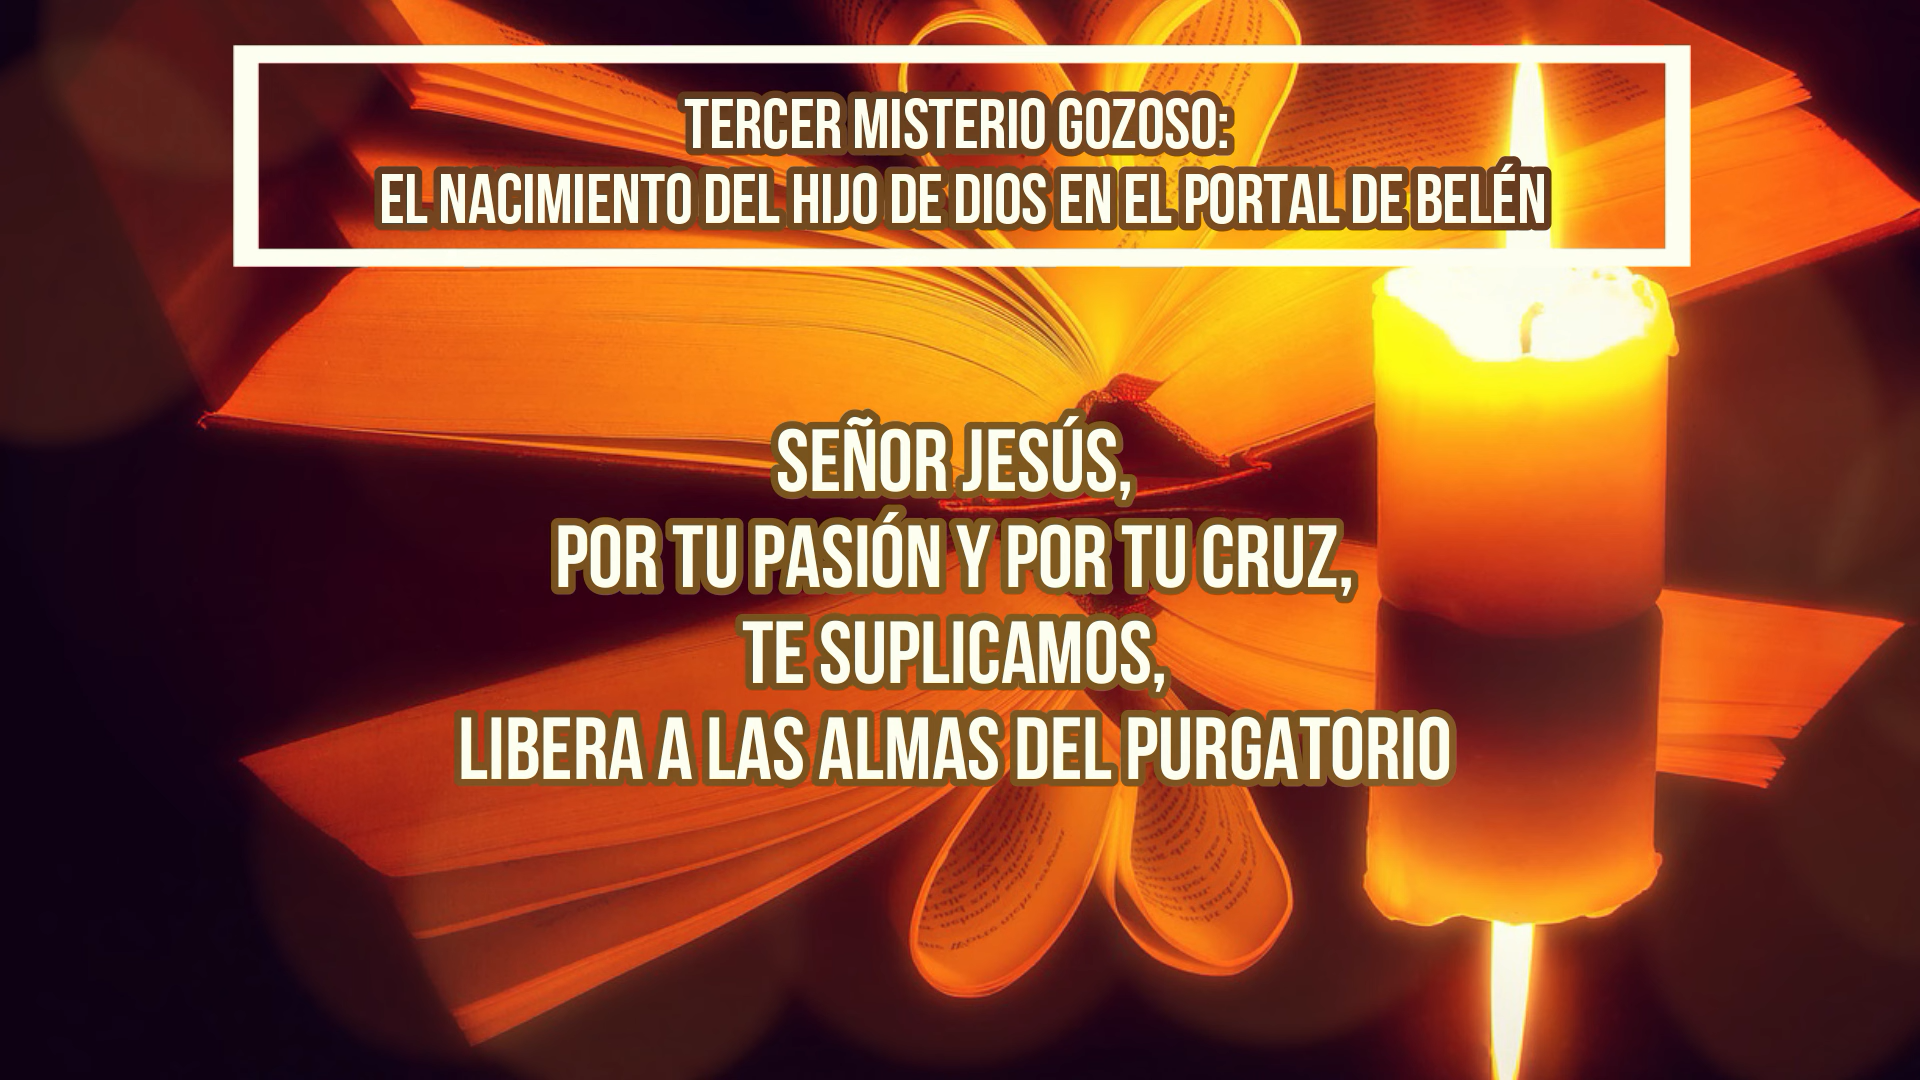 TERCER MISTERIO GOZOSO:
EL NACIMIENTO DEL HIJO DE DIOS EN EL PORTAL DE BELÉN
SEÑOR JESÚS,
POR TU PASIÓN Y POR TU CRUZ,
TE SUPLICAMOS,
LIBERA A LAS ALMAS DEL PURGATORIO